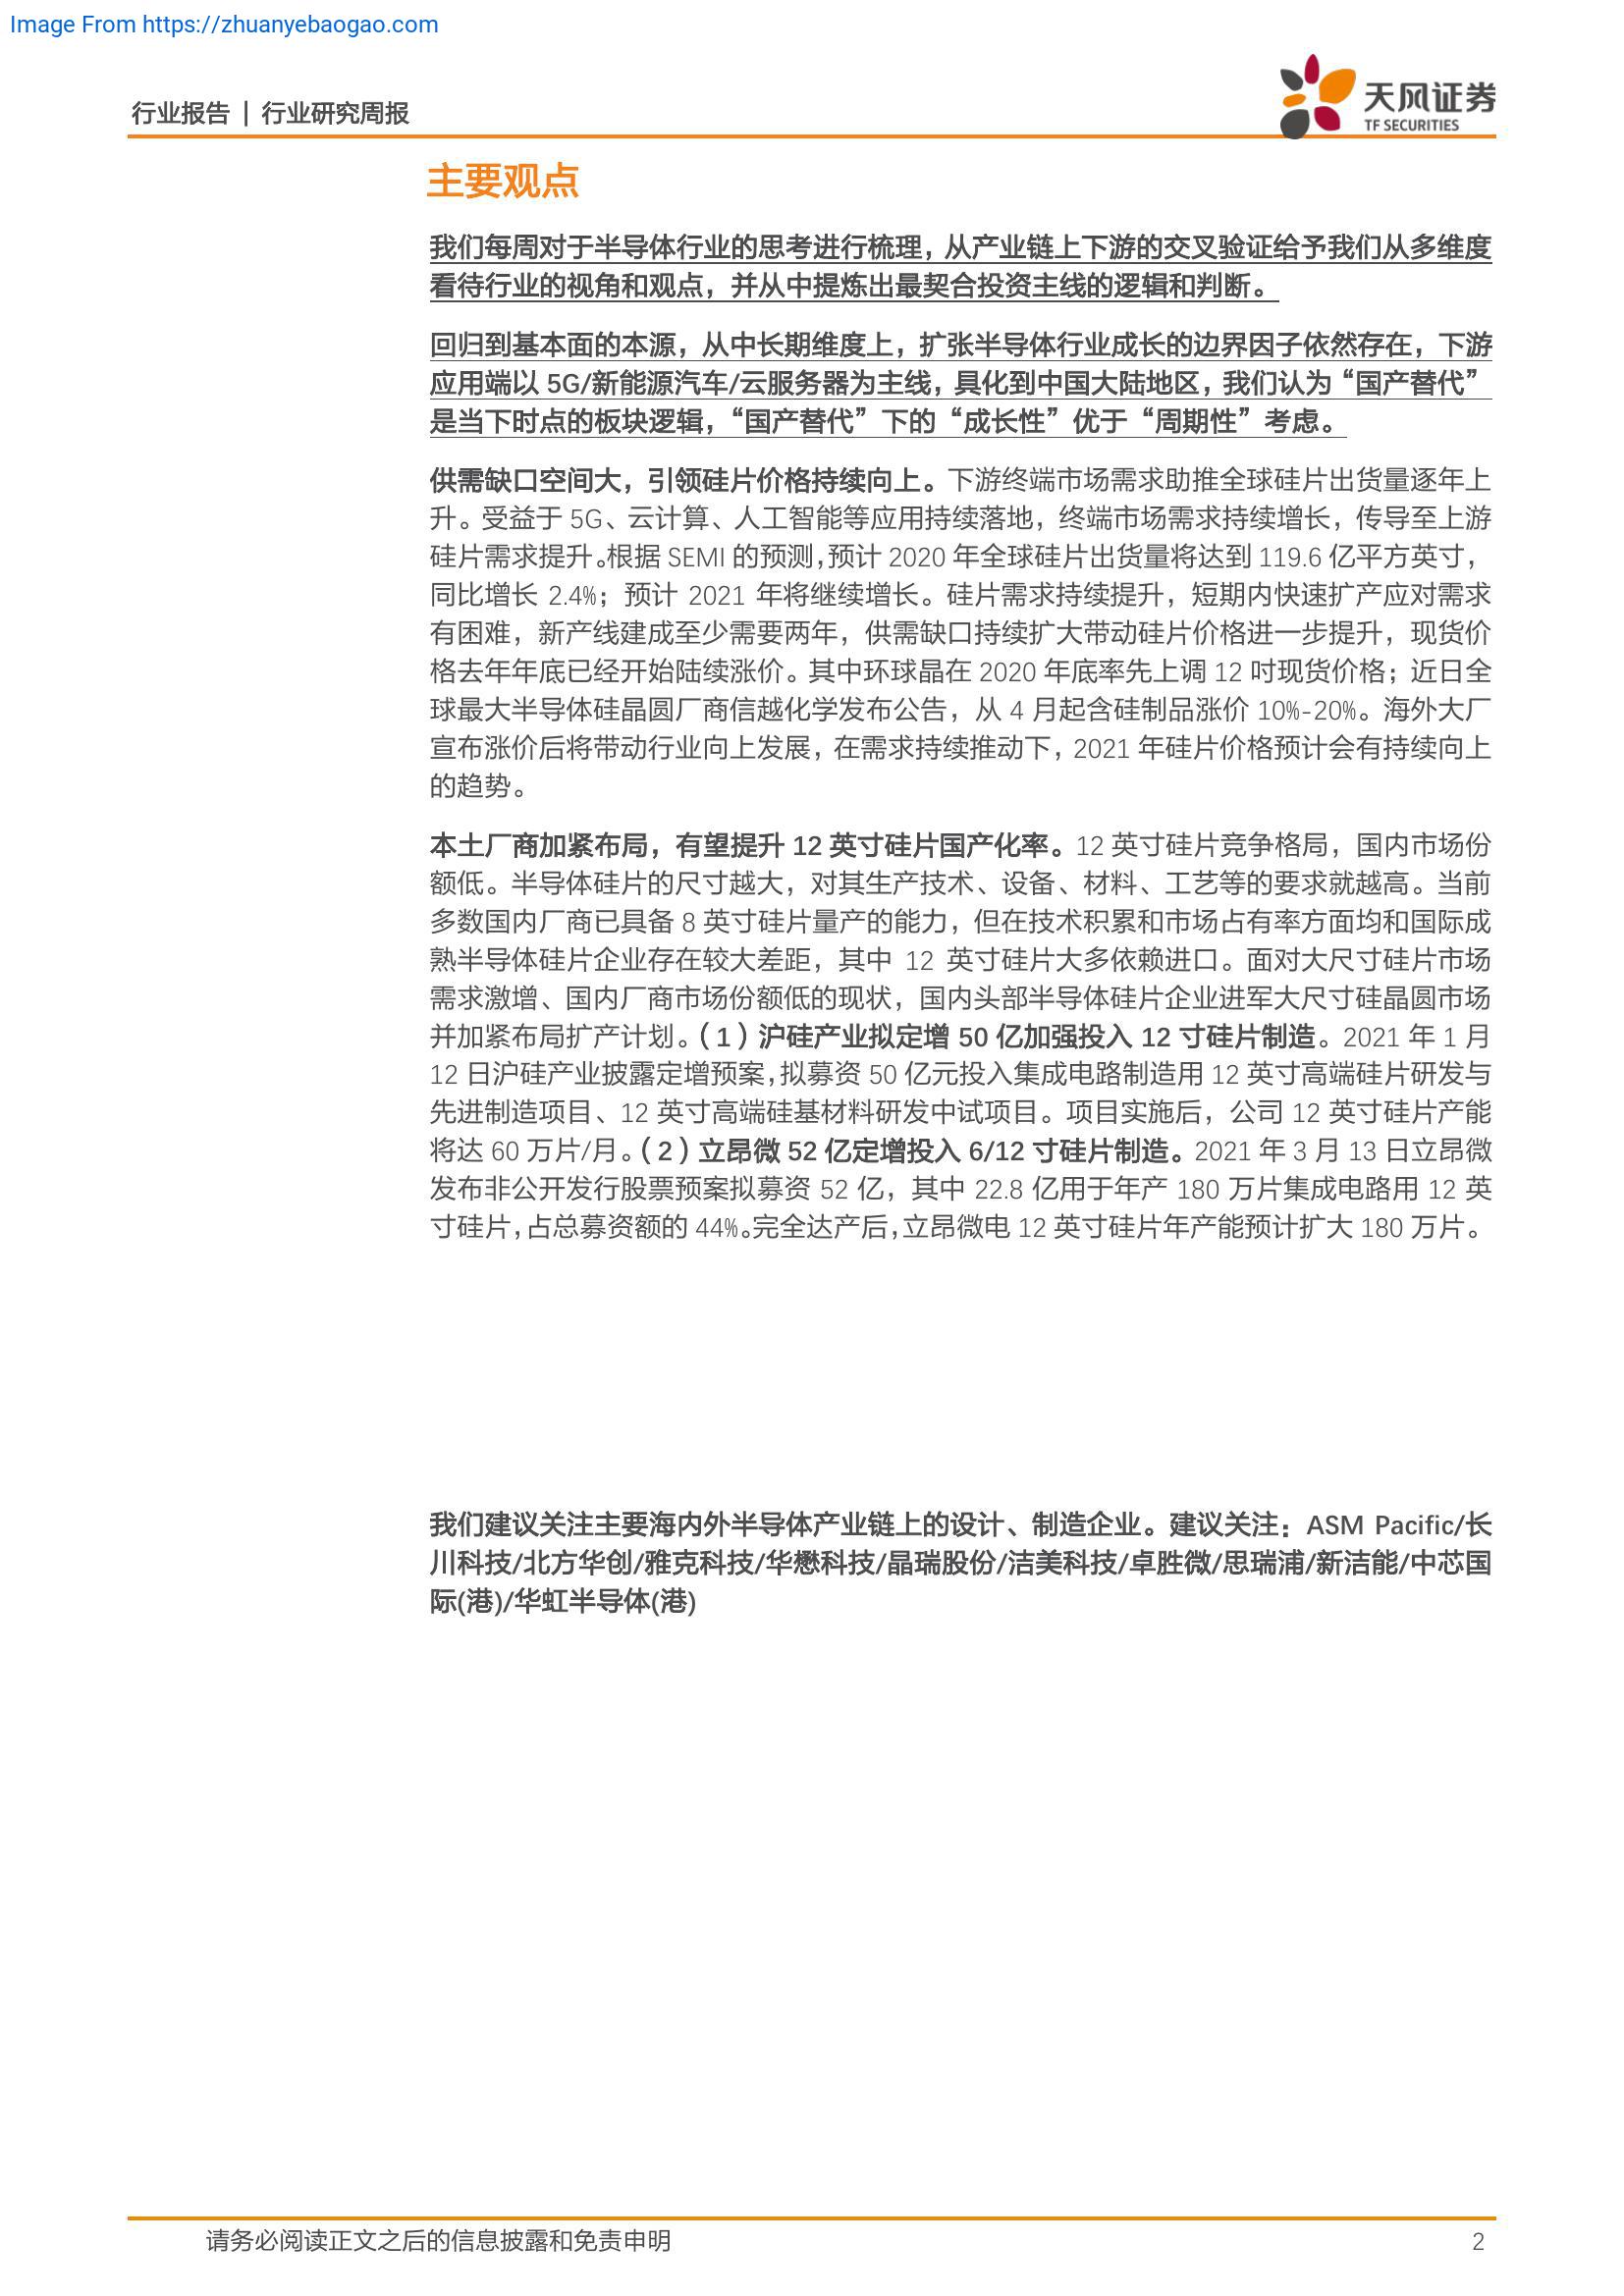 Image From https://zhuanyebaogao.com
行业报告 | 行业研究周报
天风证券
TF SECURITIES
主要观点
我们每周对于半导体行业的思考进行梳理，从产业链上下游的交叉验证给予我们从多维度
看待行业的视角和观点，并从中提炼出最契合投资主线的逻辑和判断。
回归到基本面的本源，从中长期维度上，扩张半导体行业成长的边界因子依然存在，下游
应用端以 5G/新能源汽车/云服务器为主线，具化到中国大陆地区，我们认为“国产替代”
是当下时点的板块逻辑，“国产替代”下的“成长性”优于“周期性”考虑。
供需缺口空间大，引领硅片价格持续向上。下游终端市场需求助推全球硅片出货量逐年上
升。受益于 5G、云计算、人工智能等应用持续落地，终端市场需求持续增长，传导至上游
硅片需求提升。根据 SEMI 的预测，预计 2020 年全球硅片出货量将达到 119.6 亿平方英寸，
同比增长 2.4%；预计 2021 年将继续增长。硅片需求持续提升，短期内快速扩产应对需求
有困难，新产线建成至少需要两年，供需缺口持续扩大带动硅片价格进一步提升，现货价
格去年年底已经开始陆续涨价。其中环球晶在 2020 年底率先上调 12 吋现货价格；近日全
球最大半导体硅晶圆厂商信越化学发布公告，从 4 月起含硅制品涨价 10%-20%。海外大厂
宣布涨价后将带动行业向上发展，在需求持续推动下，2021 年硅片价格预计会有持续向上
的趋势。
本土厂商加紧布局，有望提升 12 英寸硅片国产化率。12 英寸硅片竞争格局，国内市场份
额低。半导体硅片的尺寸越大，对其生产技术、设备、材料、工艺等的要求就越高。当前
多数国内厂商已具备 8 英寸硅片量产的能力，但在技术积累和市场占有率方面均和国际成
熟半导体硅片企业存在较大差距，其中 12 英寸硅片大多依赖进口。面对大尺寸硅片市场
需求激增、国内厂商市场份额低的现状，国内头部半导体硅片企业进军大尺寸硅晶圆市场
并加紧布局扩产计划。（1）沪硅产业拟定增 50 亿加强投入 12 寸硅片制造。2021 年 1 月
12 日沪硅产业披露定增预案，拟募资 50 亿元投入集成电路制造用 12 英寸高端硅片研发与
先进制造项目、12 英寸高端硅基材料研发中试项目。项目实施后，公司 12 英寸硅片产能
将达 60 万片/月。（2）立昂微 52 亿定增投入 6/12 寸硅片制造。2021 年 3 月 13 日立昂微
发布非公开发行股票预案拟募资 52 亿，其中 22.8 亿用于年产 180 万片集成电路用 12 英
寸硅片，占总募资额的 44%。完全达产后，立昂微电 12 英寸硅片年产能预计扩大 180 万片。
我们建议关注主要海内外半导体产业链上的设计、制造企业。建议关注：ASM Pacific/长
川科技/北方华创/雅克科技/华懋科技/晶瑞股份/洁美科技/卓胜微/思瑞浦/新洁能/中芯国
际(港)/华虹半导体(港)
请务必阅读正文之后的信息披露和免责申明
2